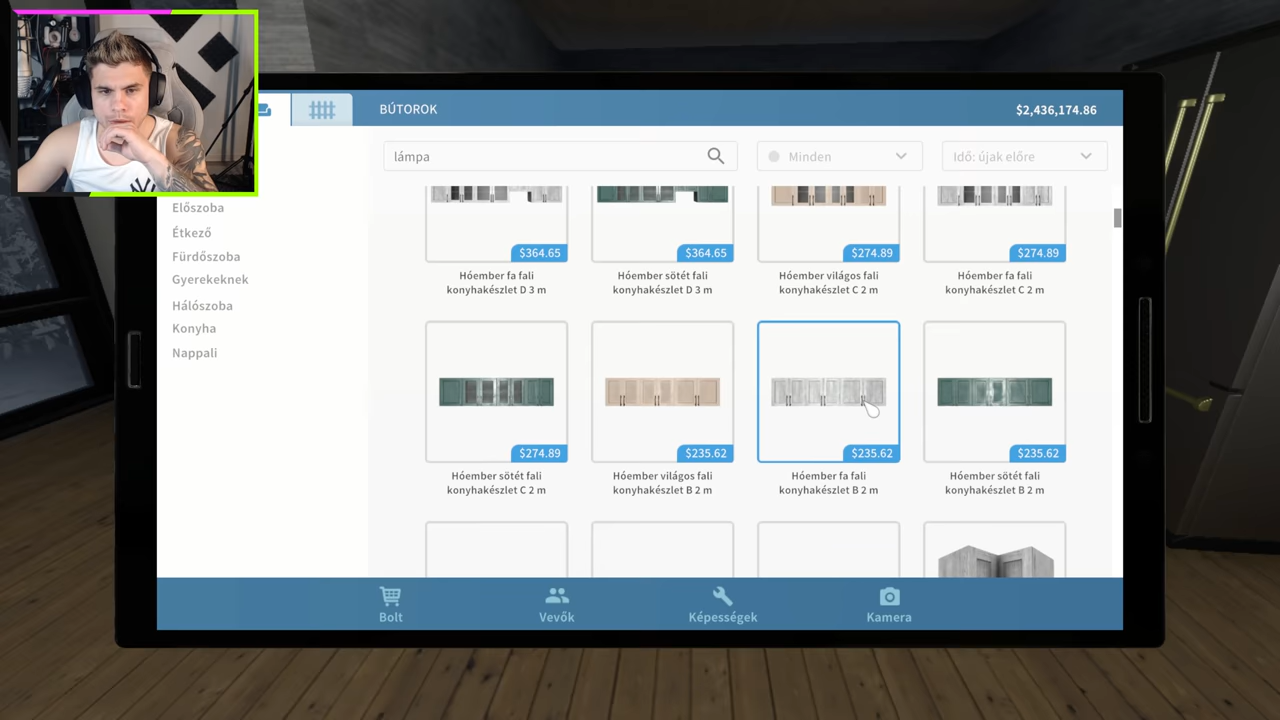 BÚTOROK
$2,436,174.86
lámpa
Minden
Idő: újak előre
Előszoba
Étkező
Fürdőszoba
Gyerekeknek
Hálószoba
Konyha
Nappali
$364.65
$364.65
$274.89
$274.89
Hóember fa fali
konyhakészlet D 3 m
Hóember sötét fali
konyhakészlet D 3 m
Hóember világos fali
konyhakészlet C 2 m
Hóember fa fali
konyhakészlet C 2 m
$274.89
$235.62
$235.62
$235.62
Hóember sötét fali
konyhakészlet C 2 m
Hóember világos fali
konyhakészlet B 2 m
Hóember fa fali
konyhakészlet B 2 m
Hóember sötét fali
konyhakészlet B 2 m
Bolt
Vevők
Képességek
Kamera